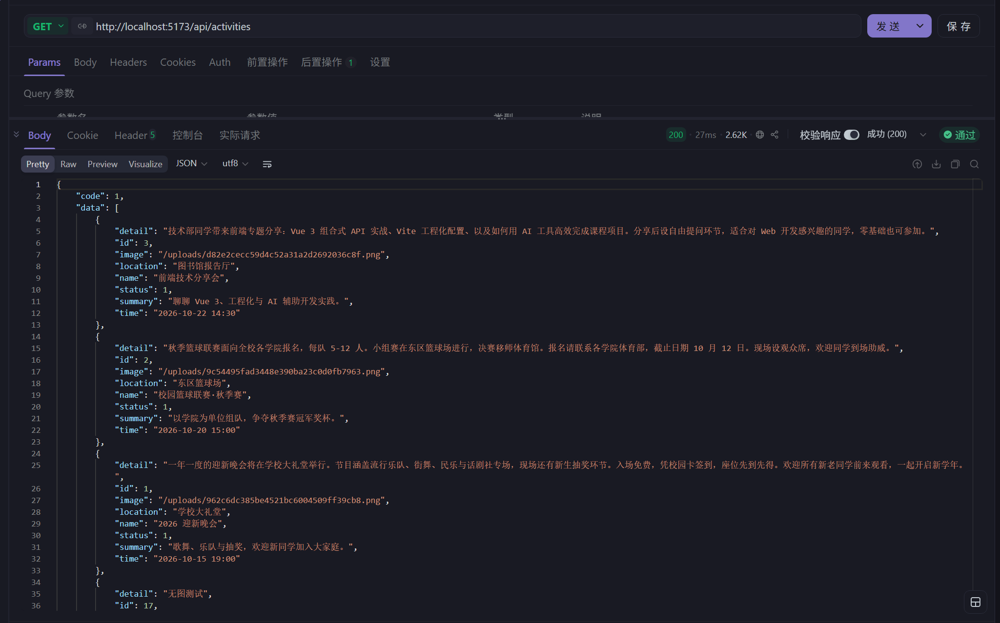 GET http://localhost:5173/api/activities 发 送 保 存
Params Body Headers Cookies Auth 前置操作 后置操作 1 设置
Query 参数
参数名 参数值 类型 说明
Body Cookie Header 5 控制台 实际请求 200 · 27ms · 2.62K 校验响应 成功 (200) 通过
Pretty Raw Preview Visualize JSON utf8
1 {
2 "code": 1,
3 "data": [
4 {
5 "detail": "技术部同学带来前端专题分享：Vue 3 组合式 API 实战、Vite 工程化配置、以及如何用 AI 工具高效完成课程项目。分享后设自由提问环节，适合对 Web 开发感兴趣的同学，零基础也可参加。",
6 "id": 3,
7 "image": "/uploads/d82e2cecc59d4c52a31a2d2692036c8f.png",
8 "location": "图书馆报告厅",
9 "name": "前端技术分享会",
10 "status": 1,
11 "summary": "聊聊 Vue 3、工程化与 AI 辅助开发实践。",
12 "time": "2026-10-22 14:30"
13 },
14 {
15 "detail": "秋季篮球联赛面向全校各学院报名，每队 5-12 人。小组赛在东区篮球场进行，决赛移师体育馆。报名请联系各学院体育部，截止日期 10 月 12 日。现场设观众席，欢迎同学到场助威。",
16 "id": 2,
17 "image": "/uploads/9c54495fad3448e390ba23c0d0fb7963.png",
18 "location": "东区篮球场",
19 "name": "校园篮球联赛·秋季赛",
20 "status": 1,
21 "summary": "以学院为单位组队，争夺秋季赛冠军奖杯。",
22 "time": "2026-10-20 15:00"
23 },
24 {
25 "detail": "一年一度的迎新晚会将在学校大礼堂举行。节目涵盖流行乐队、街舞、民乐与话剧社专场，现场还有新生抽奖环节。入场免费，凭校园卡签到，座位先到先得。欢迎所有新老同学前来观看，一起开启新学年。
",
26 "id": 1,
27 "image": "/uploads/962c6dc385be4521bc6004509ff39cb8.png",
28 "location": "学校大礼堂",
29 "name": "2026 迎新晚会",
30 "status": 1,
31 "summary": "歌舞、乐队与抽奖，欢迎新同学加入大家庭。",
32 "time": "2026-10-15 19:00"
33 },
34 {
35 "detail": "无图测试",
36 "id": 17,